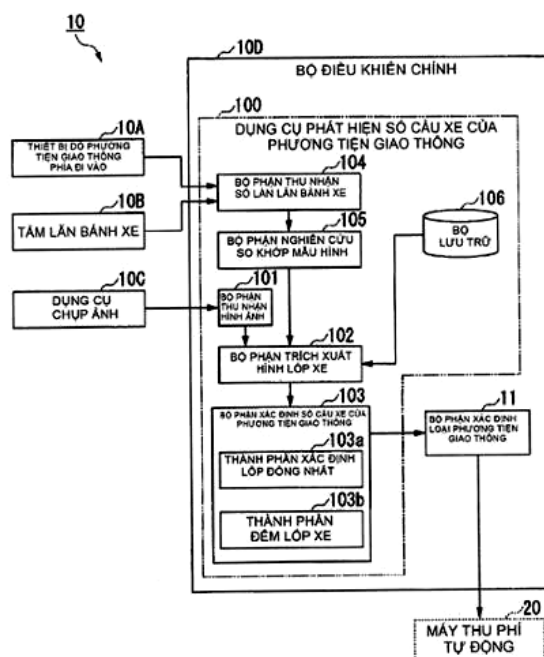 10
10D
BỘ ĐIỀU KHIỂN CHÍNH
100
DỤNG CỤ PHÁT HIỆN SỐ CẦU XE CỦA
PHƯƠNG TIỆN GIAO THÔNG
10A
THIẾT BỊ DÒ PHƯƠNG
TIỆN GIAO THÔNG
PHÍA ĐI VÀO
104
BỘ PHẬN THU NHẬN
SỐ LẦN LĂN BÁNH XE
10B
TẤM LĂN BÁNH XE
105
BỘ PHẬN NGHIÊN CỨU
SO KHỚP MẪU HÌNH
106
BỘ
LƯU TRỮ
10C
DỤNG CỤ
CHỤP ẢNH
101
BỘ PHẬN
THU NHẬN
HÌNH ẢNH
102
BỘ PHẬN TRÍCH XUẤT
HÌNH LỐP XE
103
BỘ PHẬN XÁC ĐỊNH SỐ CẦU XE CỦA
PHƯƠNG TIỆN GIAO THÔNG
103a
THÀNH PHẦN XÁC ĐỊNH
LỐP ĐỒNG NHẤT
103b
THÀNH PHẦN
ĐẾM LỐP XE
11
BỘ PHẬN XÁC ĐỊNH
LOẠI PHƯƠNG TIỆN
GIAO THÔNG
20
MÁY THU PHÍ
TỰ ĐỘNG